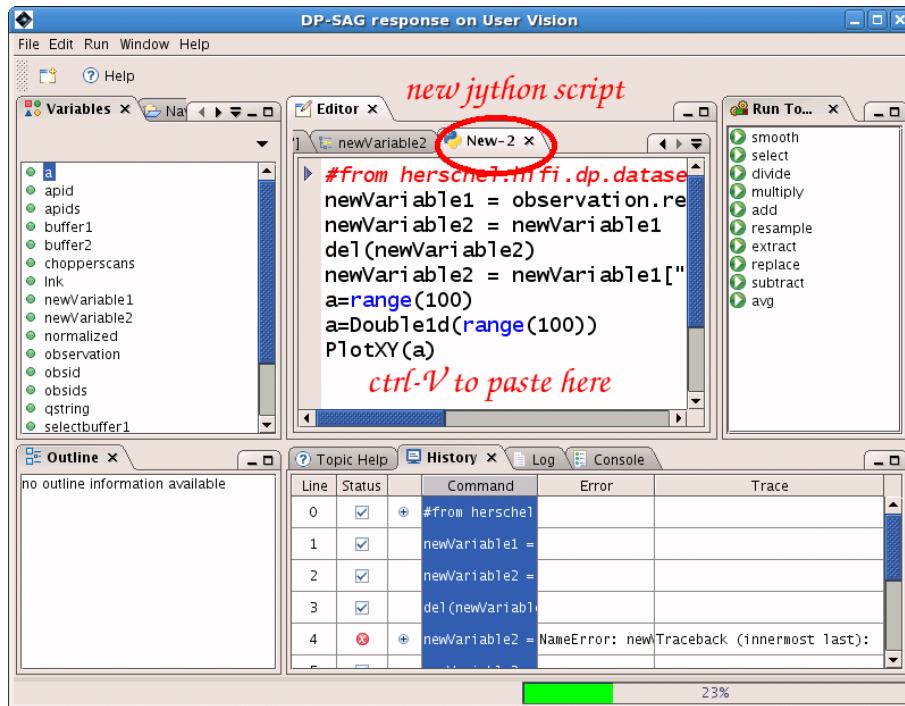 DP-SAG response on User Vision
File Edit Run Window Help
Help
Variables
Na
Editor
new jython script
Run To...
newVariable2
New-2
a
apid
apids
buffer1
buffer2
chopperscans
lnk
newVariable1
newVariable2
normalized
observation
obsid
obsids
qstring
selectbuffer1
#from herschel.hifi.dp.datase
newVariable1 = observation.re
newVariable2 = newVariable1
del(newVariable2)
newVariable2 = newVariable1["
a=range(100)
a=Double1d(range(100))
PlotXY(a)
ctrl-V to paste here
smooth
select
divide
multiply
add
resample
extract
replace
subtract
avg
Outline
no outline information available
Topic Help
History
Log
Console
Line Status Command Error Trace
0 #from herschel
1 newVariable1 =
2 newVariable2 =
3 del(newVariabl
4 newVariable2 = NameError: new Traceback (innermost last):
23%